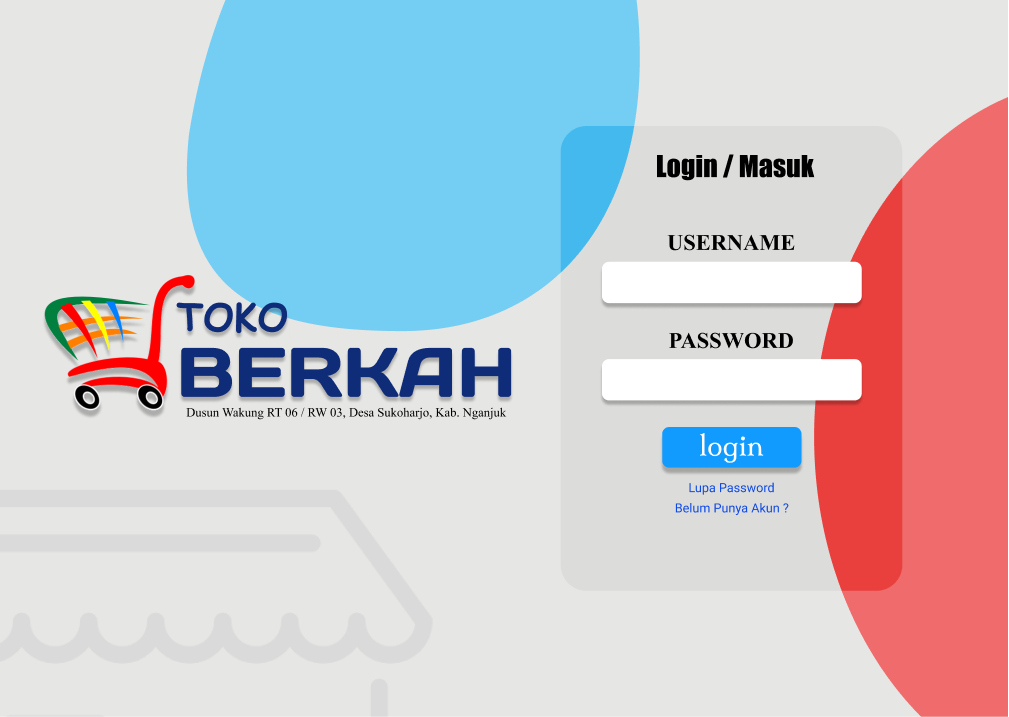 TOKO
BERKAH
Dusun Wakung RT 06 / RW 03, Desa Sukoharjo, Kab. Nganjuk
Login / Masuk
USERNAME
PASSWORD
login
Lupa Password
Belum Punya Akun ?